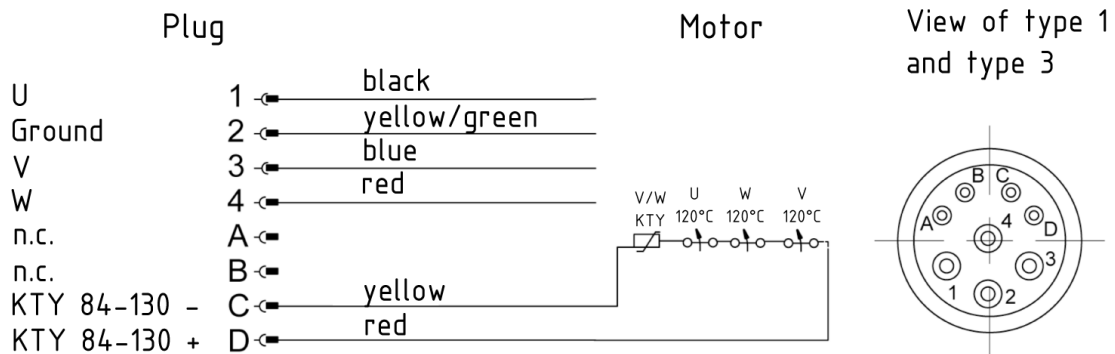 Plug
Motor
View of type 1
and type 3
U 1 black
Ground 2 yellow/green
V 3 blue
W 4 red
n.c. A
n.c. B
KTY 84-130 - C yellow
KTY 84-130 + D red
V/W U W V
KTY 120°C 120°C 120°C
B C
A D
4
1 3
2